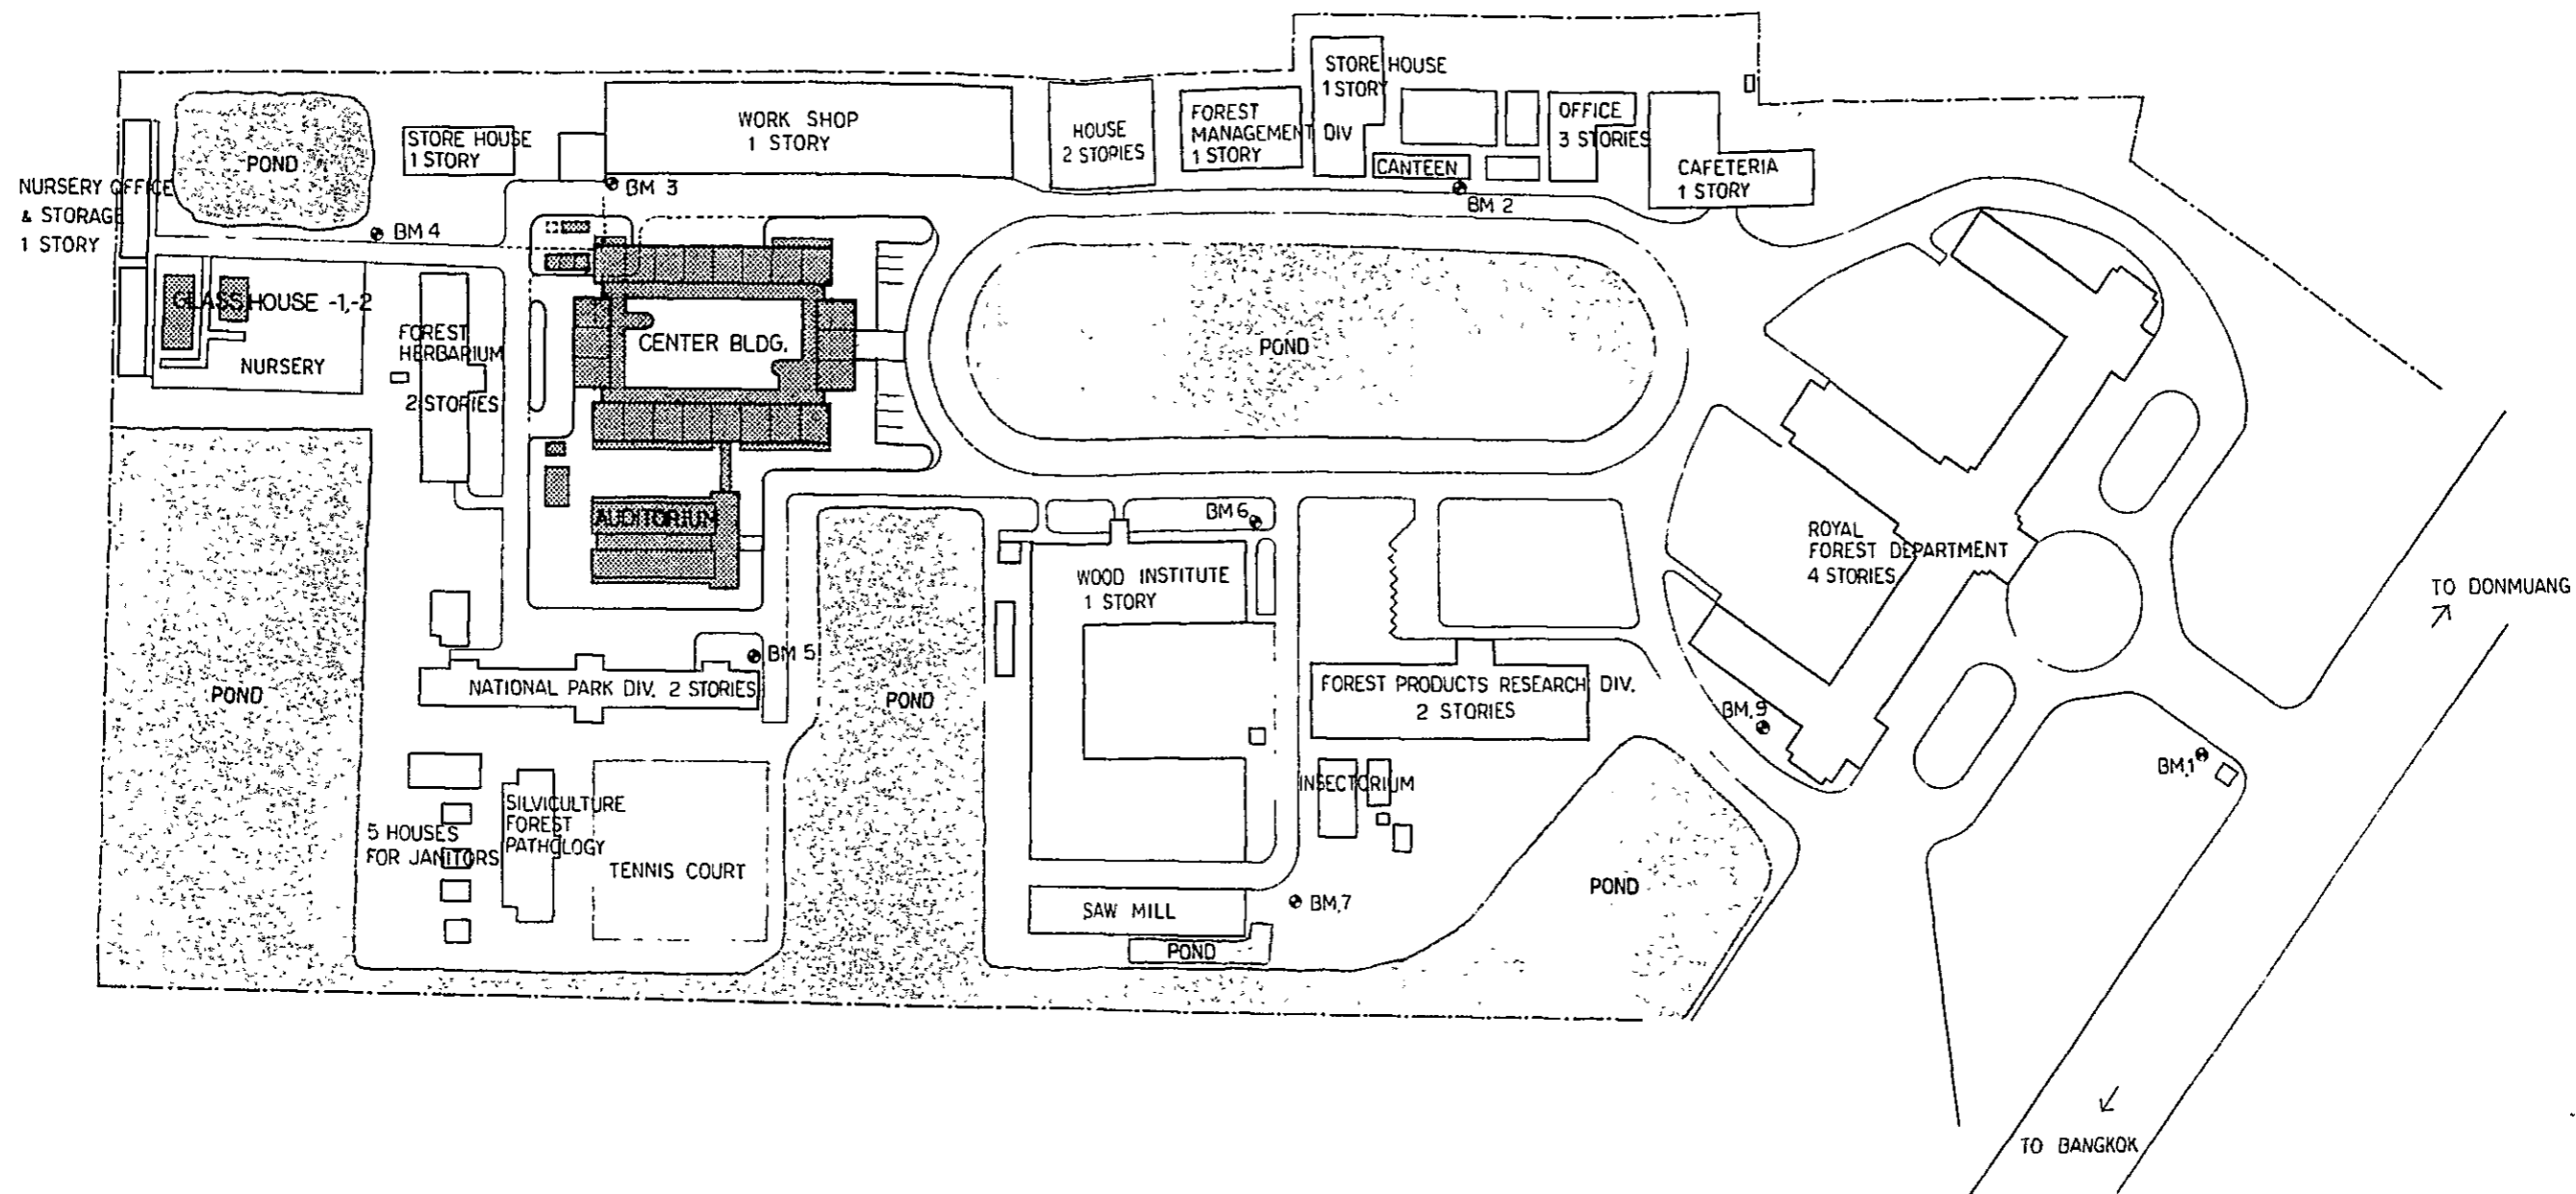 STORE HOUSE
1 STORY
STORE HOUSE
1 STORY
WORK SHOP
1 STORY
HOUSE
2 STORIES
FOREST
MANAGEMENT DIV
1 STORY
OFFICE
3 STORIES
CANTEEN
CAFETERIA
1 STORY
POND
NURSERY OFFICE
& STORAGE
1 STORY
BM 3
BM 2
BM 4
GLASS HOUSE -1,-2
NURSERY
FOREST
HERBARIUM
2 STORIES
CENTER BLDG.
POND
AUDITORIUM
BM 6
WOOD INSTITUTE
1 STORY
ROYAL
FOREST DEPARTMENT
4 STORIES
TO DONMUANG
BM 5
NATIONAL PARK DIV. 2 STORIES
POND
POND
FOREST PRODUCTS RESEARCH DIV.
2 STORIES
BM.9
BM.1
INSECTORIUM
SILVICULTURE
FOREST
PATHOLOGY
5 HOUSES
FOR JANITORS
TENNIS COURT
SAW MILL
BM.7
POND
POND
TO BANGKOK